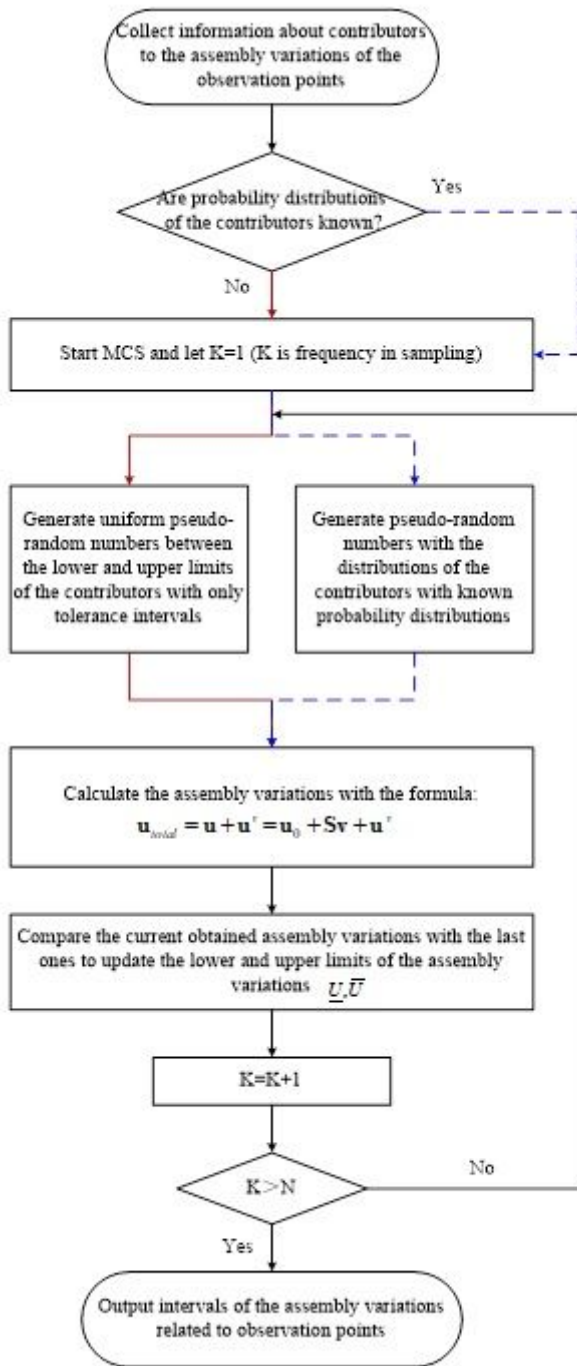 Collect information about contributors
to the assembly variations of the
observation points
Are probability distributions
of the contributors known?
Yes
No
Start MCS and let K=1 (K is frequency in sampling)
Generate uniform pseudo-
random numbers between
the lower and upper limits
of the contributors with only
tolerance intervals
Generate pseudo-random
numbers with the
distributions of the
contributors with known
probability distributions
Calculate the assembly variations with the formula:
u_total = u + u^r = u_0 + Sv + u^r
Compare the current obtained assembly variations with the last
ones to update the lower and upper limits of the assembly
variations U̲,U̅
K=K+1
K>N
No
Yes
Output intervals of the assembly variations
related to observation points